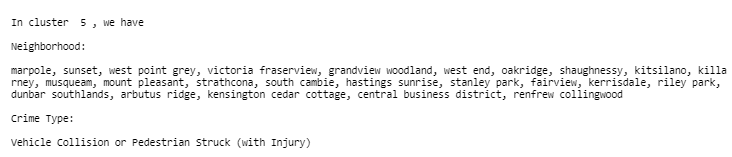 In cluster  5 , we have
Neighborhood:
marpole, sunset, west point grey, victoria fraserview, grandview woodland, west end, oakridge, shaughnessy, kitsilano, killa
rney, musqueam, mount pleasant, strathcona, south cambie, hastings sunrise, stanley park, fairview, kerrisdale, riley park,
dunbar southlands, arbutus ridge, kensington cedar cottage, central business district, renfrew collingwood
Crime Type:
Vehicle Collision or Pedestrian Struck (with Injury)